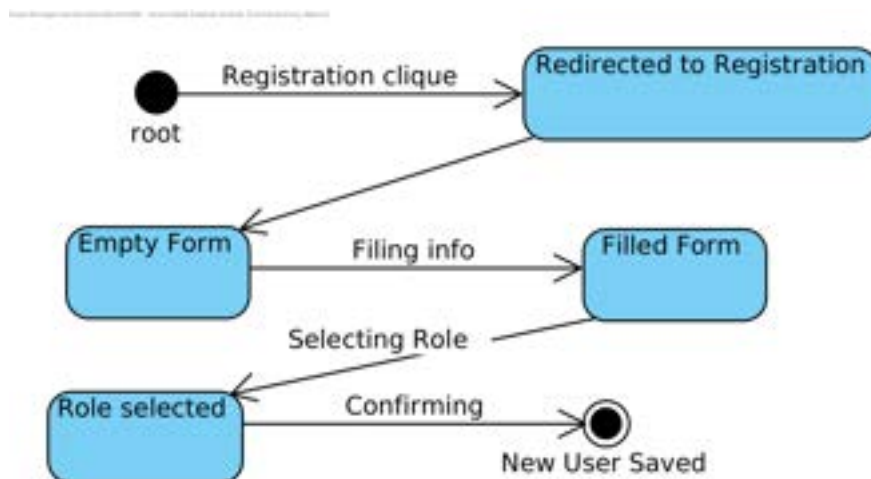 Registration clique
Redirected to Registration
root
Empty Form
Filing info
Filled Form
Selecting Role
Role selected
Confirming
New User Saved